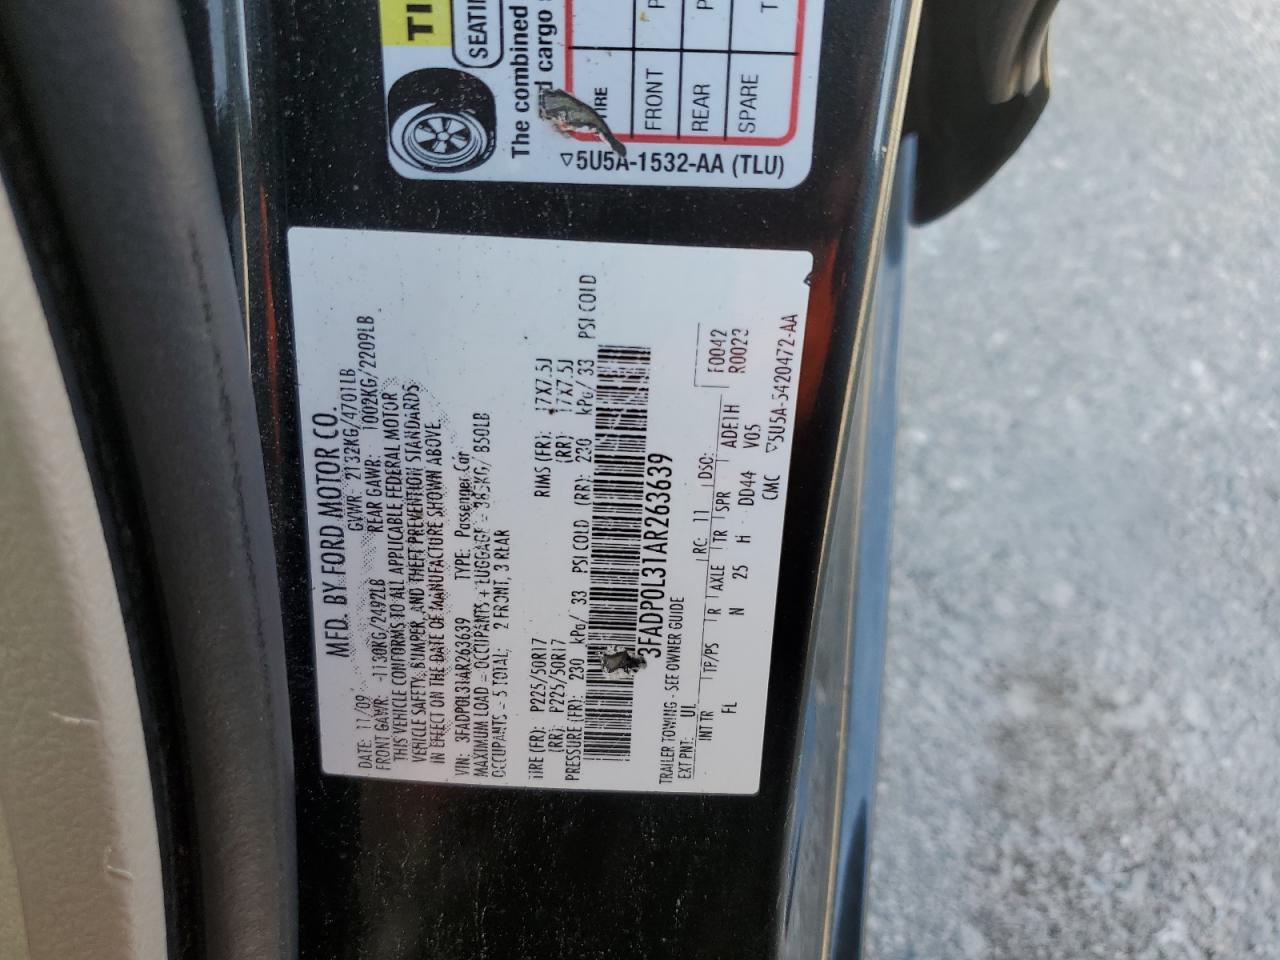 TI
SEATIN
The combined
d cargo
TIRE
FRONT P
REAR P
SPARE T
▽5U5A-1532-AA (TLU)
MFD. BY FORD MOTOR CO.
DATE: 11/09 GVWR: 2132KG/4701LB
FRONT GAWR: 1130KG/2492LB REAR GAWR: 1002KG/2209LB
THIS VEHICLE CONFORMS TO ALL APPLICABLE FEDERAL MOTOR
VEHICLE SAFETY, BUMPER, AND THEFT PREVENTION STANDARDS
IN EFFECT ON THE DATE OF MANUFACTURE SHOWN ABOVE.
VIN: 3FADP0L31AR263639 TYPE: Passenger Car
MAXIMUM LOAD = OCCUPANTS + LUGGAGE = 385KG/ 850LB
OCCUPANTS = 5 TOTAL; 2 FRONT, 3 REAR
TIRE (FR): P225/50R17 RIMS (FR): 17X7.5J
(RR): P225/50R17 (RR): 17X7.5J
PRESSURE (FR): 230 kPa/ 33 PSI COLD (RR): 230 kPa/ 33 PSI COLD
3FADP0L31AR263639
TRAILER TOWING - SEE OWNER GUIDE
EXT PNT: UL RC: 11 DSO: F0042
R0023
INT TR TP/PS R AXLE TR SPR ADE1H
FL N 25 H DD44 V05
CMC ▽5U5A-5420472-AA